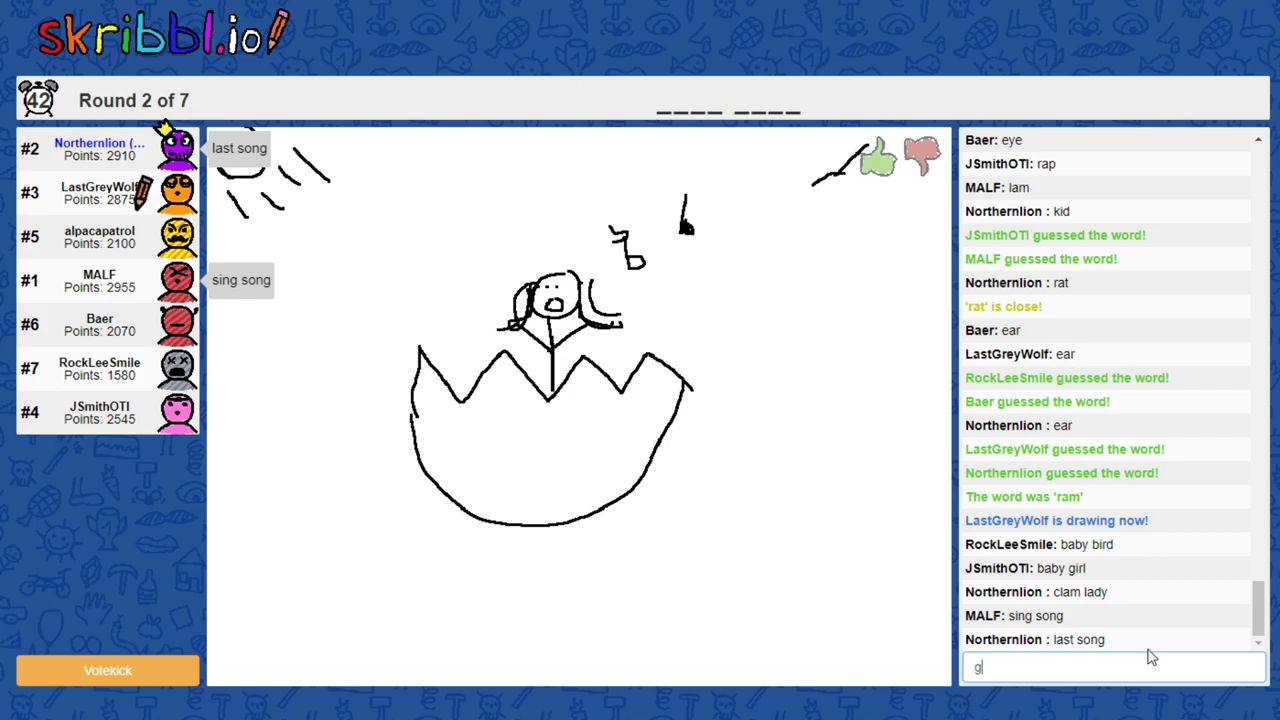 skribbl.io
42
Round 2 of 7
____ ____
#2
Northernlion (...
Points: 2910
last song
#3
LastGreyWolf
Points: 2875
#5
alpacapatrol
Points: 2100
#1
MALF
Points: 2955
sing song
#6
Baer
Points: 2070
#7
RockLeeSmile
Points: 1580
#4
JSmithOTI
Points: 2545
Votekick
Baer: eye
JSmithOTI: rap
MALF: lam
Northernlion : kid
JSmithOTI guessed the word!
MALF guessed the word!
Northernlion : rat
'rat' is close!
Baer: ear
LastGreyWolf: ear
RockLeeSmile guessed the word!
Baer guessed the word!
Northernlion : ear
LastGreyWolf guessed the word!
Northernlion guessed the word!
The word was 'ram'
LastGreyWolf is drawing now!
RockLeeSmile: baby bird
JSmithOTI: baby girl
Northernlion : clam lady
MALF: sing song
Northernlion : last song
g